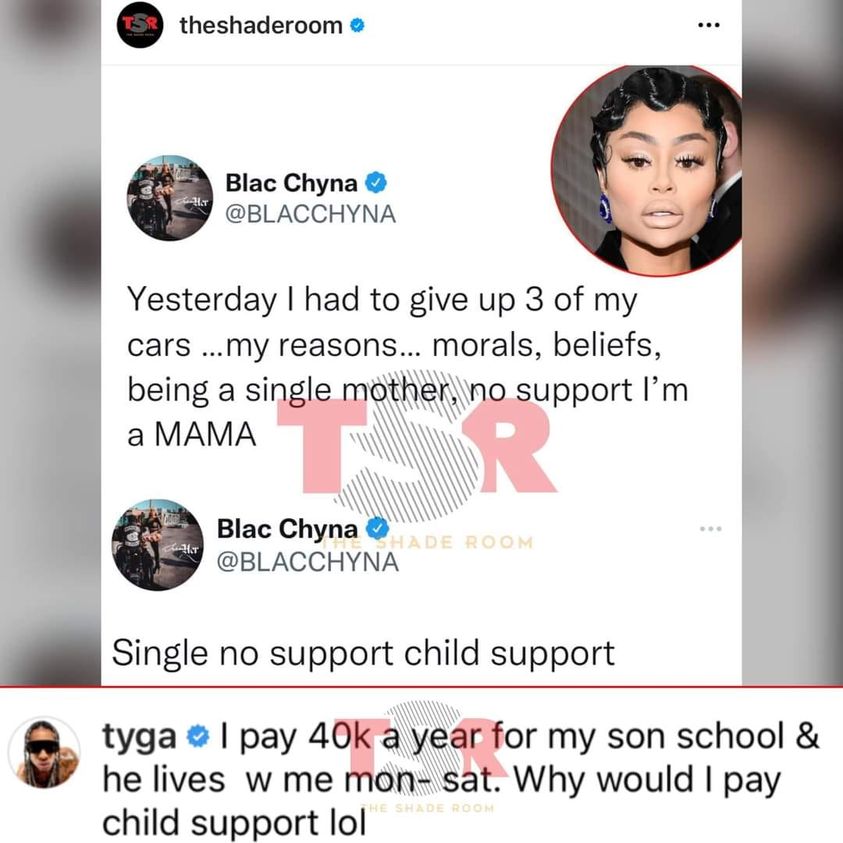 TSR
theshaderoom
Blac Chyna
@BLACCHYNA
Yesterday I had to give up 3 of my
cars ...my reasons... morals, beliefs,
being a single mother, no support I'm
a MAMA
TSR
THE SHADE ROOM
Blac Chyna
@BLACCHYNA
Single no support child support
tyga I pay 40k a year for my son school &
he lives w me mon- sat. Why would I pay
child support lol
TSR
THE SHADE ROOM